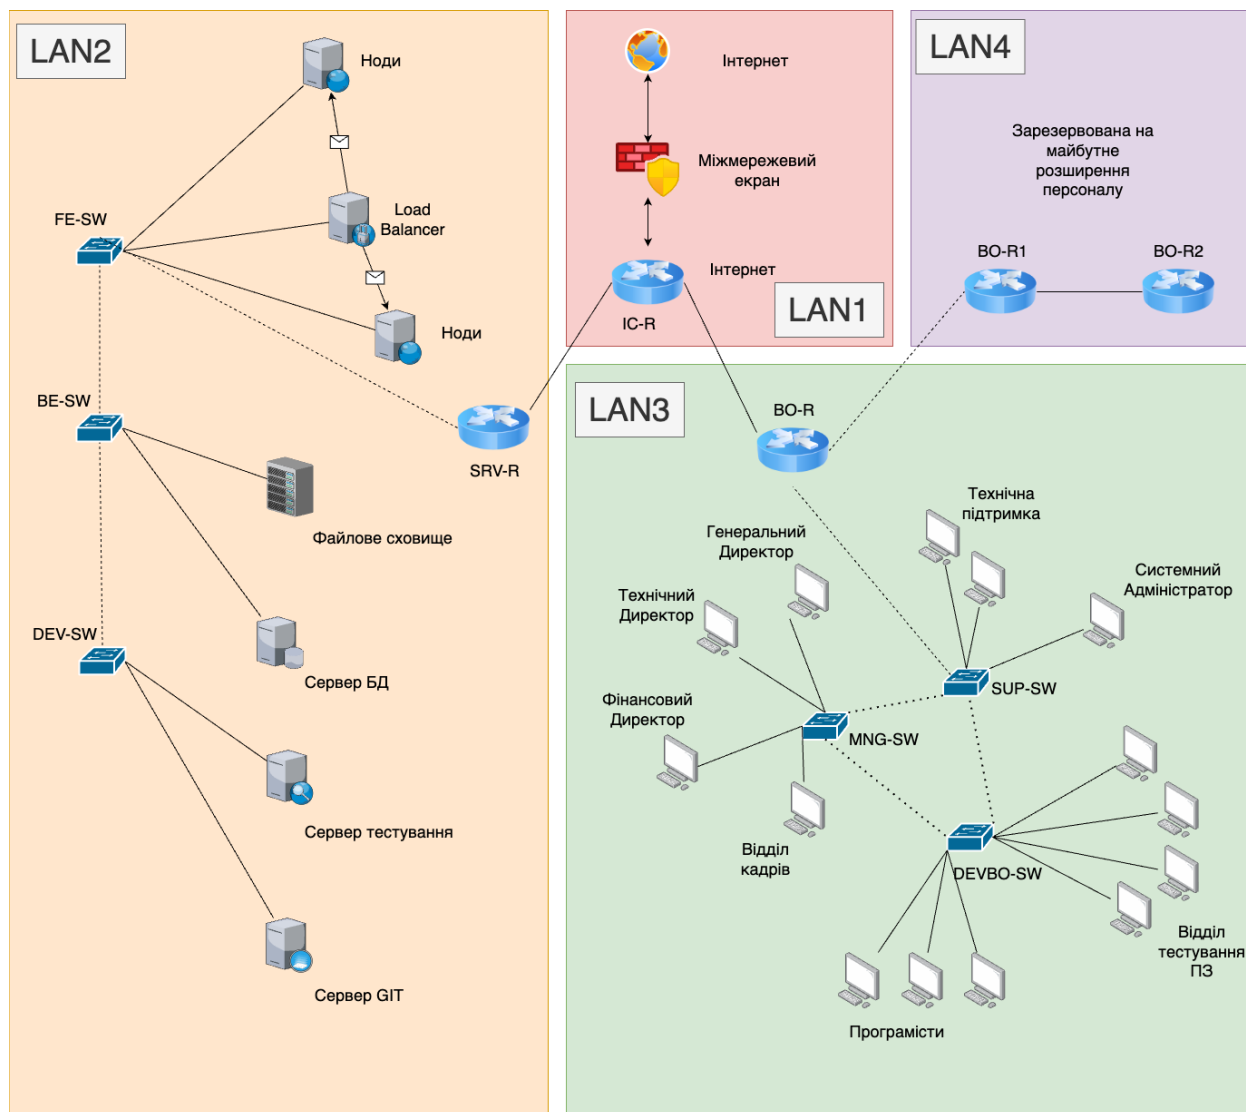 LAN2
Ноди
Load
Balancer
FE-SW
Ноди
BE-SW
SRV-R
Файлове сховище
DEV-SW
Сервер БД
Сервер тестування
Сервер GIT
Інтернет
Міжмережевий
екран
Інтернет
IC-R
LAN1
LAN4
Зарезервована на
майбутнє
розширення
персоналу
BO-R1
BO-R2
LAN3
BO-R
Технічна
підтримка
Генеральний
Директор
Системний
Адміністратор
Технічний
Директор
SUP-SW
Фінансовий
Директор
MNG-SW
Відділ
кадрів
DEVBO-SW
Відділ
тестування
ПЗ
Програмісти